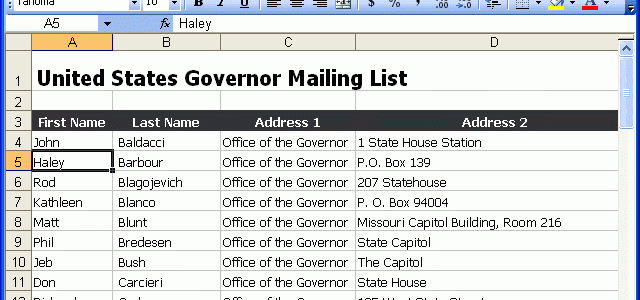 Tahoma 10 B I U $ % ,
A5 fx Haley
A B C D
1 United States Governor Mailing List
2
3 First Name Last Name Address 1 Address 2
4 John Baldacci Office of the Governor 1 State House Station
5 Haley Barbour Office of the Governor P.O. Box 139
6 Rod Blagojevich Office of the Governor 207 Statehouse
7 Kathleen Blanco Office of the Governor P. O. Box 94004
8 Matt Blunt Office of the Governor Missouri Capitol Building, Room 216
9 Phil Bredesen Office of the Governor State Capitol
10 Jeb Bush Office of the Governor The Capitol
11 Don Carcieri Office of the Governor State House